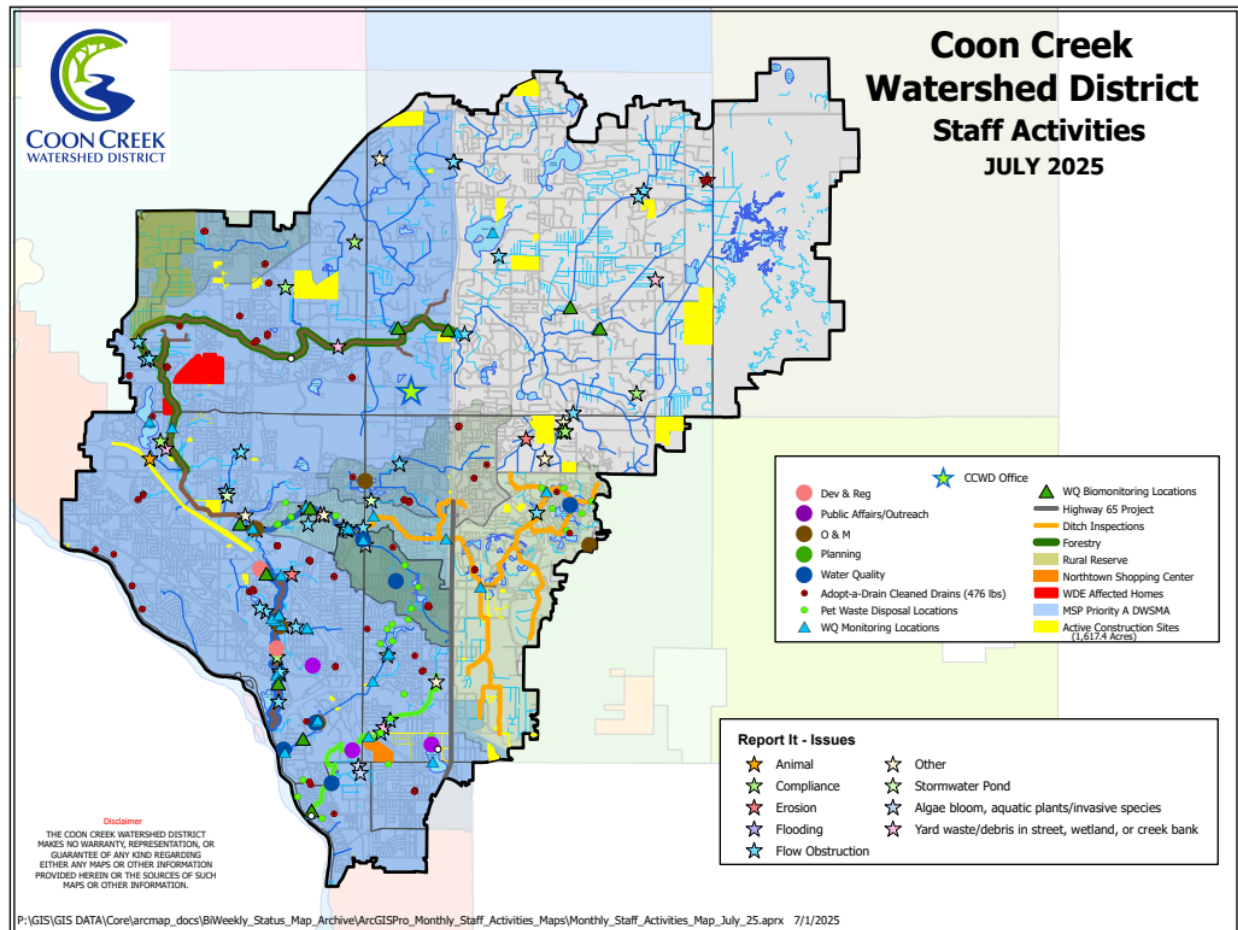 COON CREEK
WATERSHED DISTRICT
Coon Creek
Watershed District
Staff Activities
JULY 2025
CCWD Office
Dev & Reg
Public Affairs/Outreach
O & M
Planning
Water Quality
Adopt-a-Drain Cleaned Drains (476 lbs)
Pet Waste Disposal Locations
WQ Monitoring Locations
WQ Biomonitoring Locations
Highway 65 Project
Ditch Inspections
Forestry
Rural Reserve
Northtown Shopping Center
WDE Affected Homes
MSP Priority A DWSMA
Active Construction Sites
(1,617.4 Acres)
Report It - Issues
Animal
Compliance
Erosion
Flooding
Flow Obstruction
Other
Stormwater Pond
Algae bloom, aquatic plants/invasive species
Yard waste/debris in street, wetland, or creek bank
Disclaimer
THE COON CREEK WATERSHED DISTRICT
MAKES NO WARRANTY, REPRESENTATION, OR
GUARANTEE OF ANY KIND REGARDING
EITHER ANY MAPS OR OTHER INFORMATION
PROVIDED HEREIN OR THE SOURCES OF SUCH
MAPS OR OTHER INFORMATION.
P:\GIS\GIS DATA\Core\arcmap_docs\BiWeekly_Status_Map_Archive\ArcGISPro_Monthly_Staff_Activities_Maps\Monthly_Staff_Activities_Map_July_25.aprx 7/1/2025